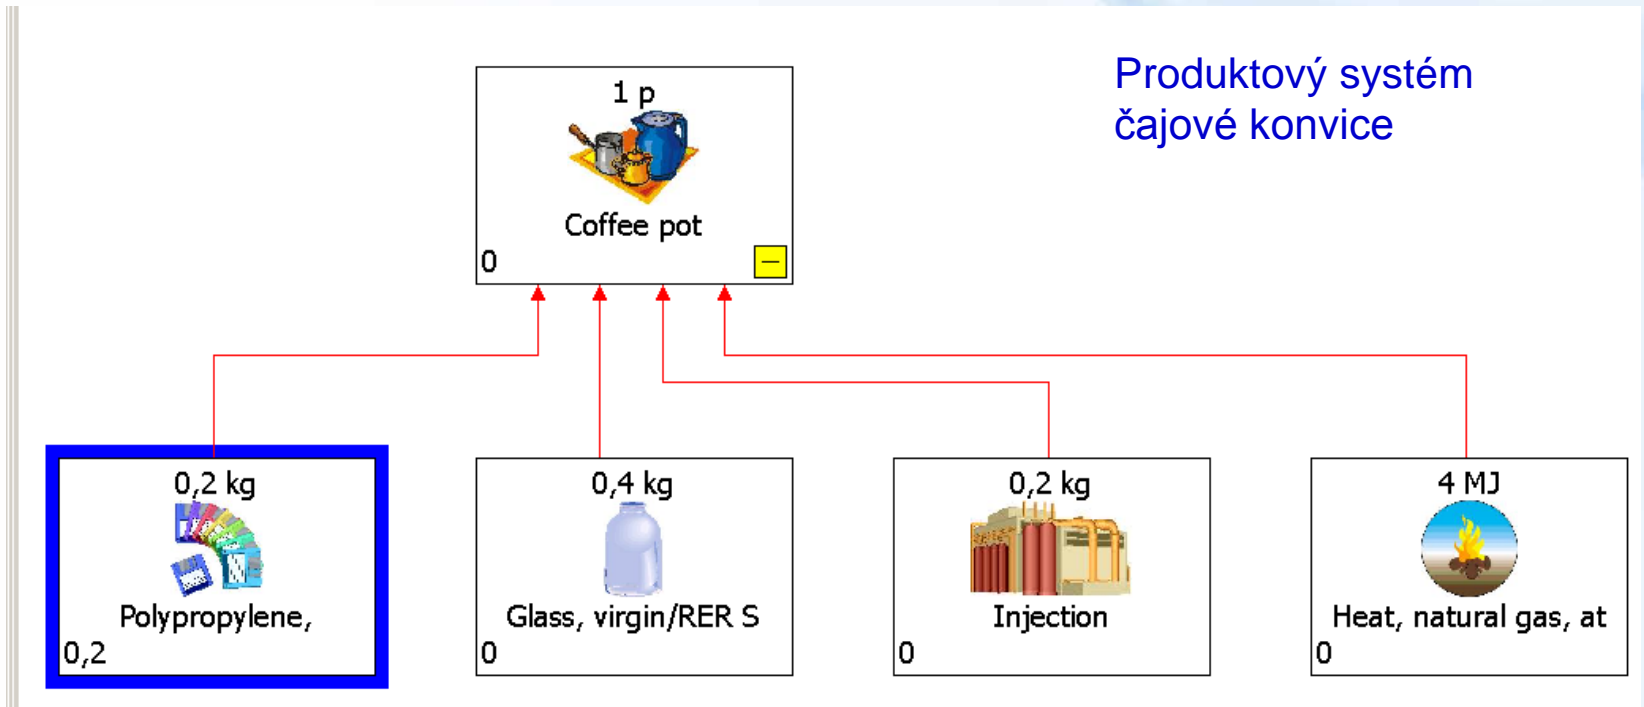 Produktový systém
čajové konvice
1 p
Coffee pot
0
0,2 kg
Polypropylene,
0,2
0,4 kg
Glass, virgin/RER S
0
0,2 kg
Injection
0
4 MJ
Heat, natural gas, at
0